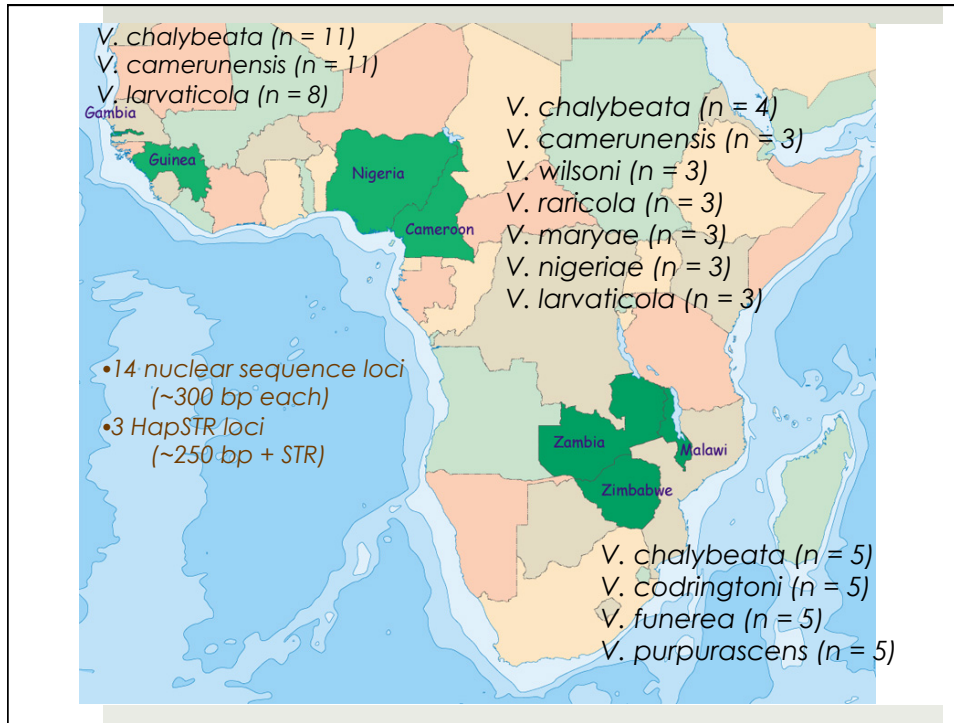 V. chalybeata (n = 11)
V. camerunensis (n = 11)
V. larvaticola (n = 8)
Gambia
Guinea
Nigeria
Cameroon
V. chalybeata (n = 4)
V. camerunensis (n = 3)
V. wilsoni (n = 3)
V. raricola (n = 3)
V. maryae (n = 3)
V. nigeriae (n = 3)
V. larvaticola (n = 3)
•14 nuclear sequence loci
(~300 bp each)
•3 HapSTR loci
(~250 bp + STR)
Zambia
Malawi
Zimbabwe
V. chalybeata (n = 5)
V. codringtoni (n = 5)
V. funerea (n = 5)
V. purpurascens (n = 5)